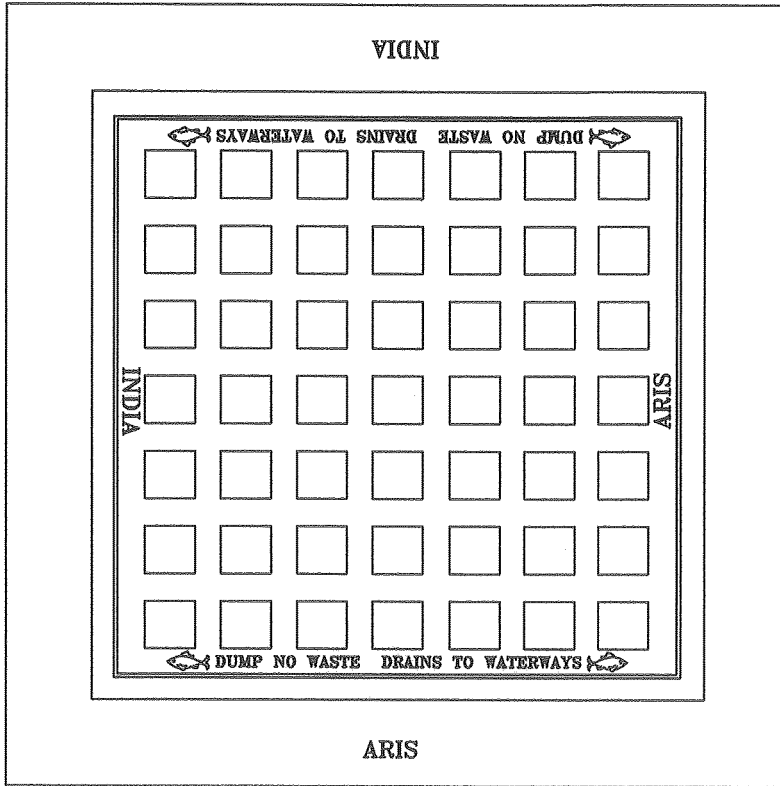 INDIA
DUMP NO WASTE DRAINS TO WATERWAYS
INDIA
ARIS
DUMP NO WASTE DRAINS TO WATERWAYS
ARIS